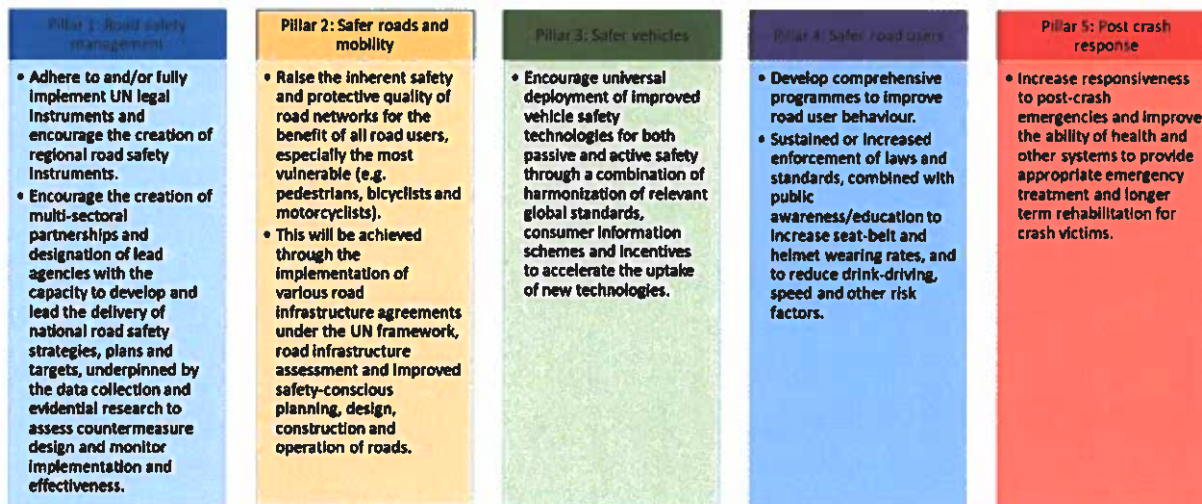 Pillar 1: Road safety
management
• Adhere to and/or fully
implement UN legal
Instruments and
encourage the creation of
regional road safety
Instruments.
• Encourage the creation of
multi-sectoral
partnerships and
designation of lead
agencies with the
capacity to develop and
lead the delivery of
national road safety
strategies, plans and
targets, underpinned by
the data collection and
evidential research to
assess countermeasure
design and monitor
implementation and
effectiveness.
Pillar 2: Safer roads and
mobility
• Raise the inherent safety
and protective quality of
road networks for the
benefit of all road users,
especially the most
vulnerable (e.g.
pedestrians, bicyclists and
motorcyclists).
• This will be achieved
through the
implementation of
various road
infrastructure agreements
under the UN framework,
road infrastructure
assessment and improved
safety-conscious
planning, design,
construction and
operation of roads.
Pillar 3: Safer vehicles
• Encourage universal
deployment of improved
vehicle safety
technologies for both
passive and active safety
through a combination of
harmonization of relevant
global standards,
consumer information
schemes and incentives
to accelerate the uptake
of new technologies.
Pillar 4: Safer road users
• Develop comprehensive
programmes to improve
road user behaviour.
• Sustained or increased
enforcement of laws and
standards, combined with
public
awareness/education to
increase seat-belt and
helmet wearing rates, and
to reduce drink-driving,
speed and other risk
factors.
Pillar 5: Post crash
response
• Increase responsiveness
to post-crash
emergencies and improve
the ability of health and
other systems to provide
appropriate emergency
treatment and longer
term rehabilitation for
crash victims.